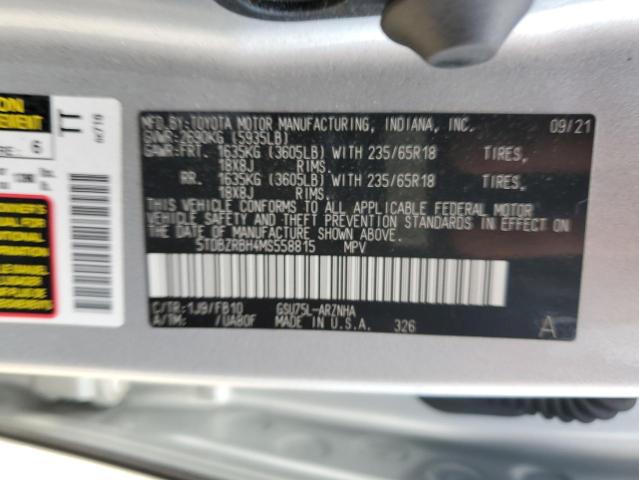 MFD.BY:TOYOTA MOTOR MANUFACTURING, INDIANA, INC. 09/21
GVWR:2690KG (5935LB)
GAWR:FRT. 1635KG (3605LB) WITH 235/65R18 TIRES,
18X8J RIMS.
RR. 1635KG (3605LB) WITH 235/65R18 TIRES,
18X8J RIMS.
THIS VEHICLE CONFORMS TO ALL APPLICABLE FEDERAL MOTOR
VEHICLE SAFETY AND THEFT PREVENTION STANDARDS IN EFFECT ON
THE DATE OF MANUFACTURE SHOWN ABOVE.
5TDBZRBH4MS558815 MPV
C/TR:1J9/FB10 GSU75L-ARZNHA
A/TM: /UA80F MADE IN U.S.A. 326 A
TT
6